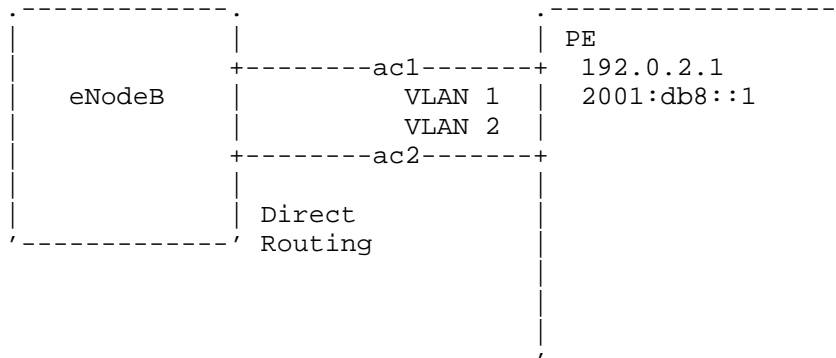 PE
ac1 192.0.2.1
eNodeB VLAN 1 2001:db8::1
VLAN 2
ac2
Direct
Routing